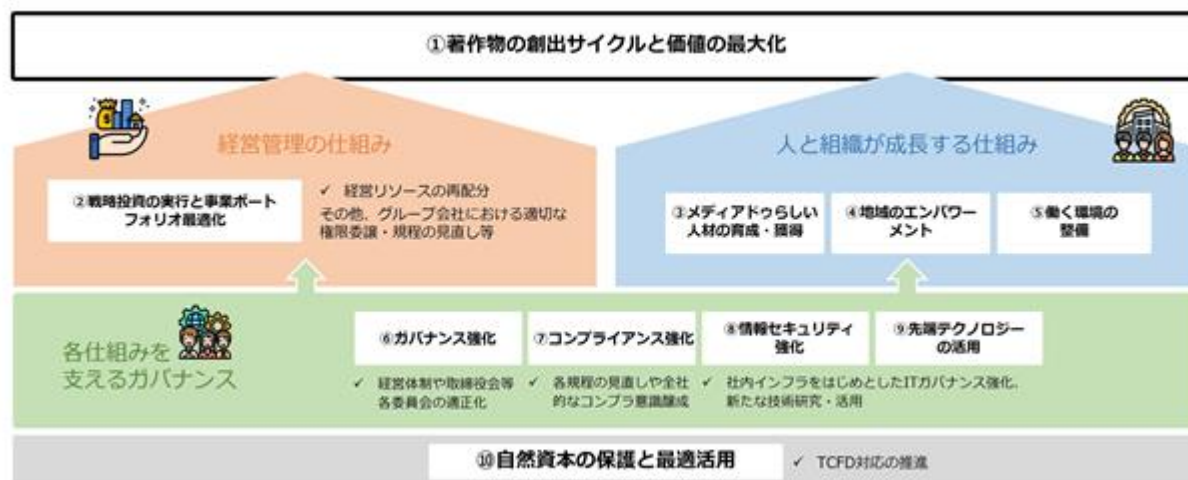 ①著作物の創出サイクルと価値の最大化
経営管理の仕組み
②戦略投資の実行と事業ポート
フォリオ最適化
✓ 経営リソースの再配分
その他、グループ会社における適切な
権限委譲・規程の見直し等
人と組織が成長する仕組み
③メディアドゥらしい
人材の育成・獲得
④地域のエンパワー
メント
⑤働く環境の
整備
各仕組みを
支えるガバナンス
⑥ガバナンス強化
✓ 経営体制や取締役会等
各委員会の適正化
⑦コンプライアンス強化
✓ 各規程の見直しや全社
的なコンプラ意識醸成
⑧情報セキュリティ
強化
⑨先端テクノロジー
の活用
✓ 社内インフラをはじめとしたITガバナンス強化、
新たな技術研究・活用
⑩自然資本の保護と最適活用
✓ TCFD対応の推進